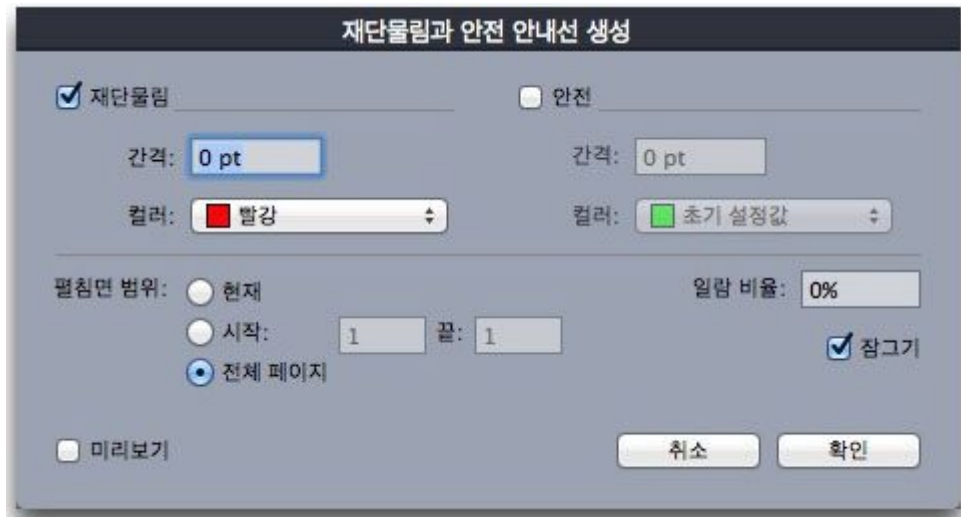 재단물림과 안전 안내선 생성
재단물림 안전
간격: 0 pt 간격: 0 pt
컬러: 빨강 컬러: 초기 설정값
펼침면 범위: 현재 일람 비율: 0%
시작: 1 끝: 1 잠그기
전체 페이지
미리보기 취소 확인